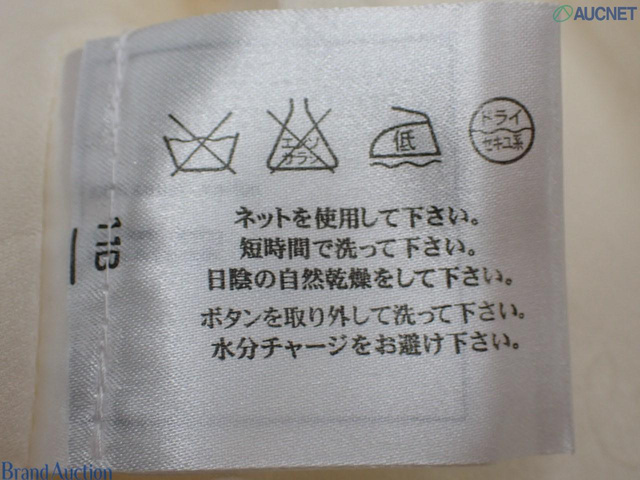 AUCNET
エンソ
サラシ
低
ドライ
セキユ系
ネットを使用して下さい。
短時間で洗って下さい。
日陰の自然乾燥をして下さい。
ボタンを取り外して洗って下さい。
水分チャージをお避け下さい。
Brand Auction